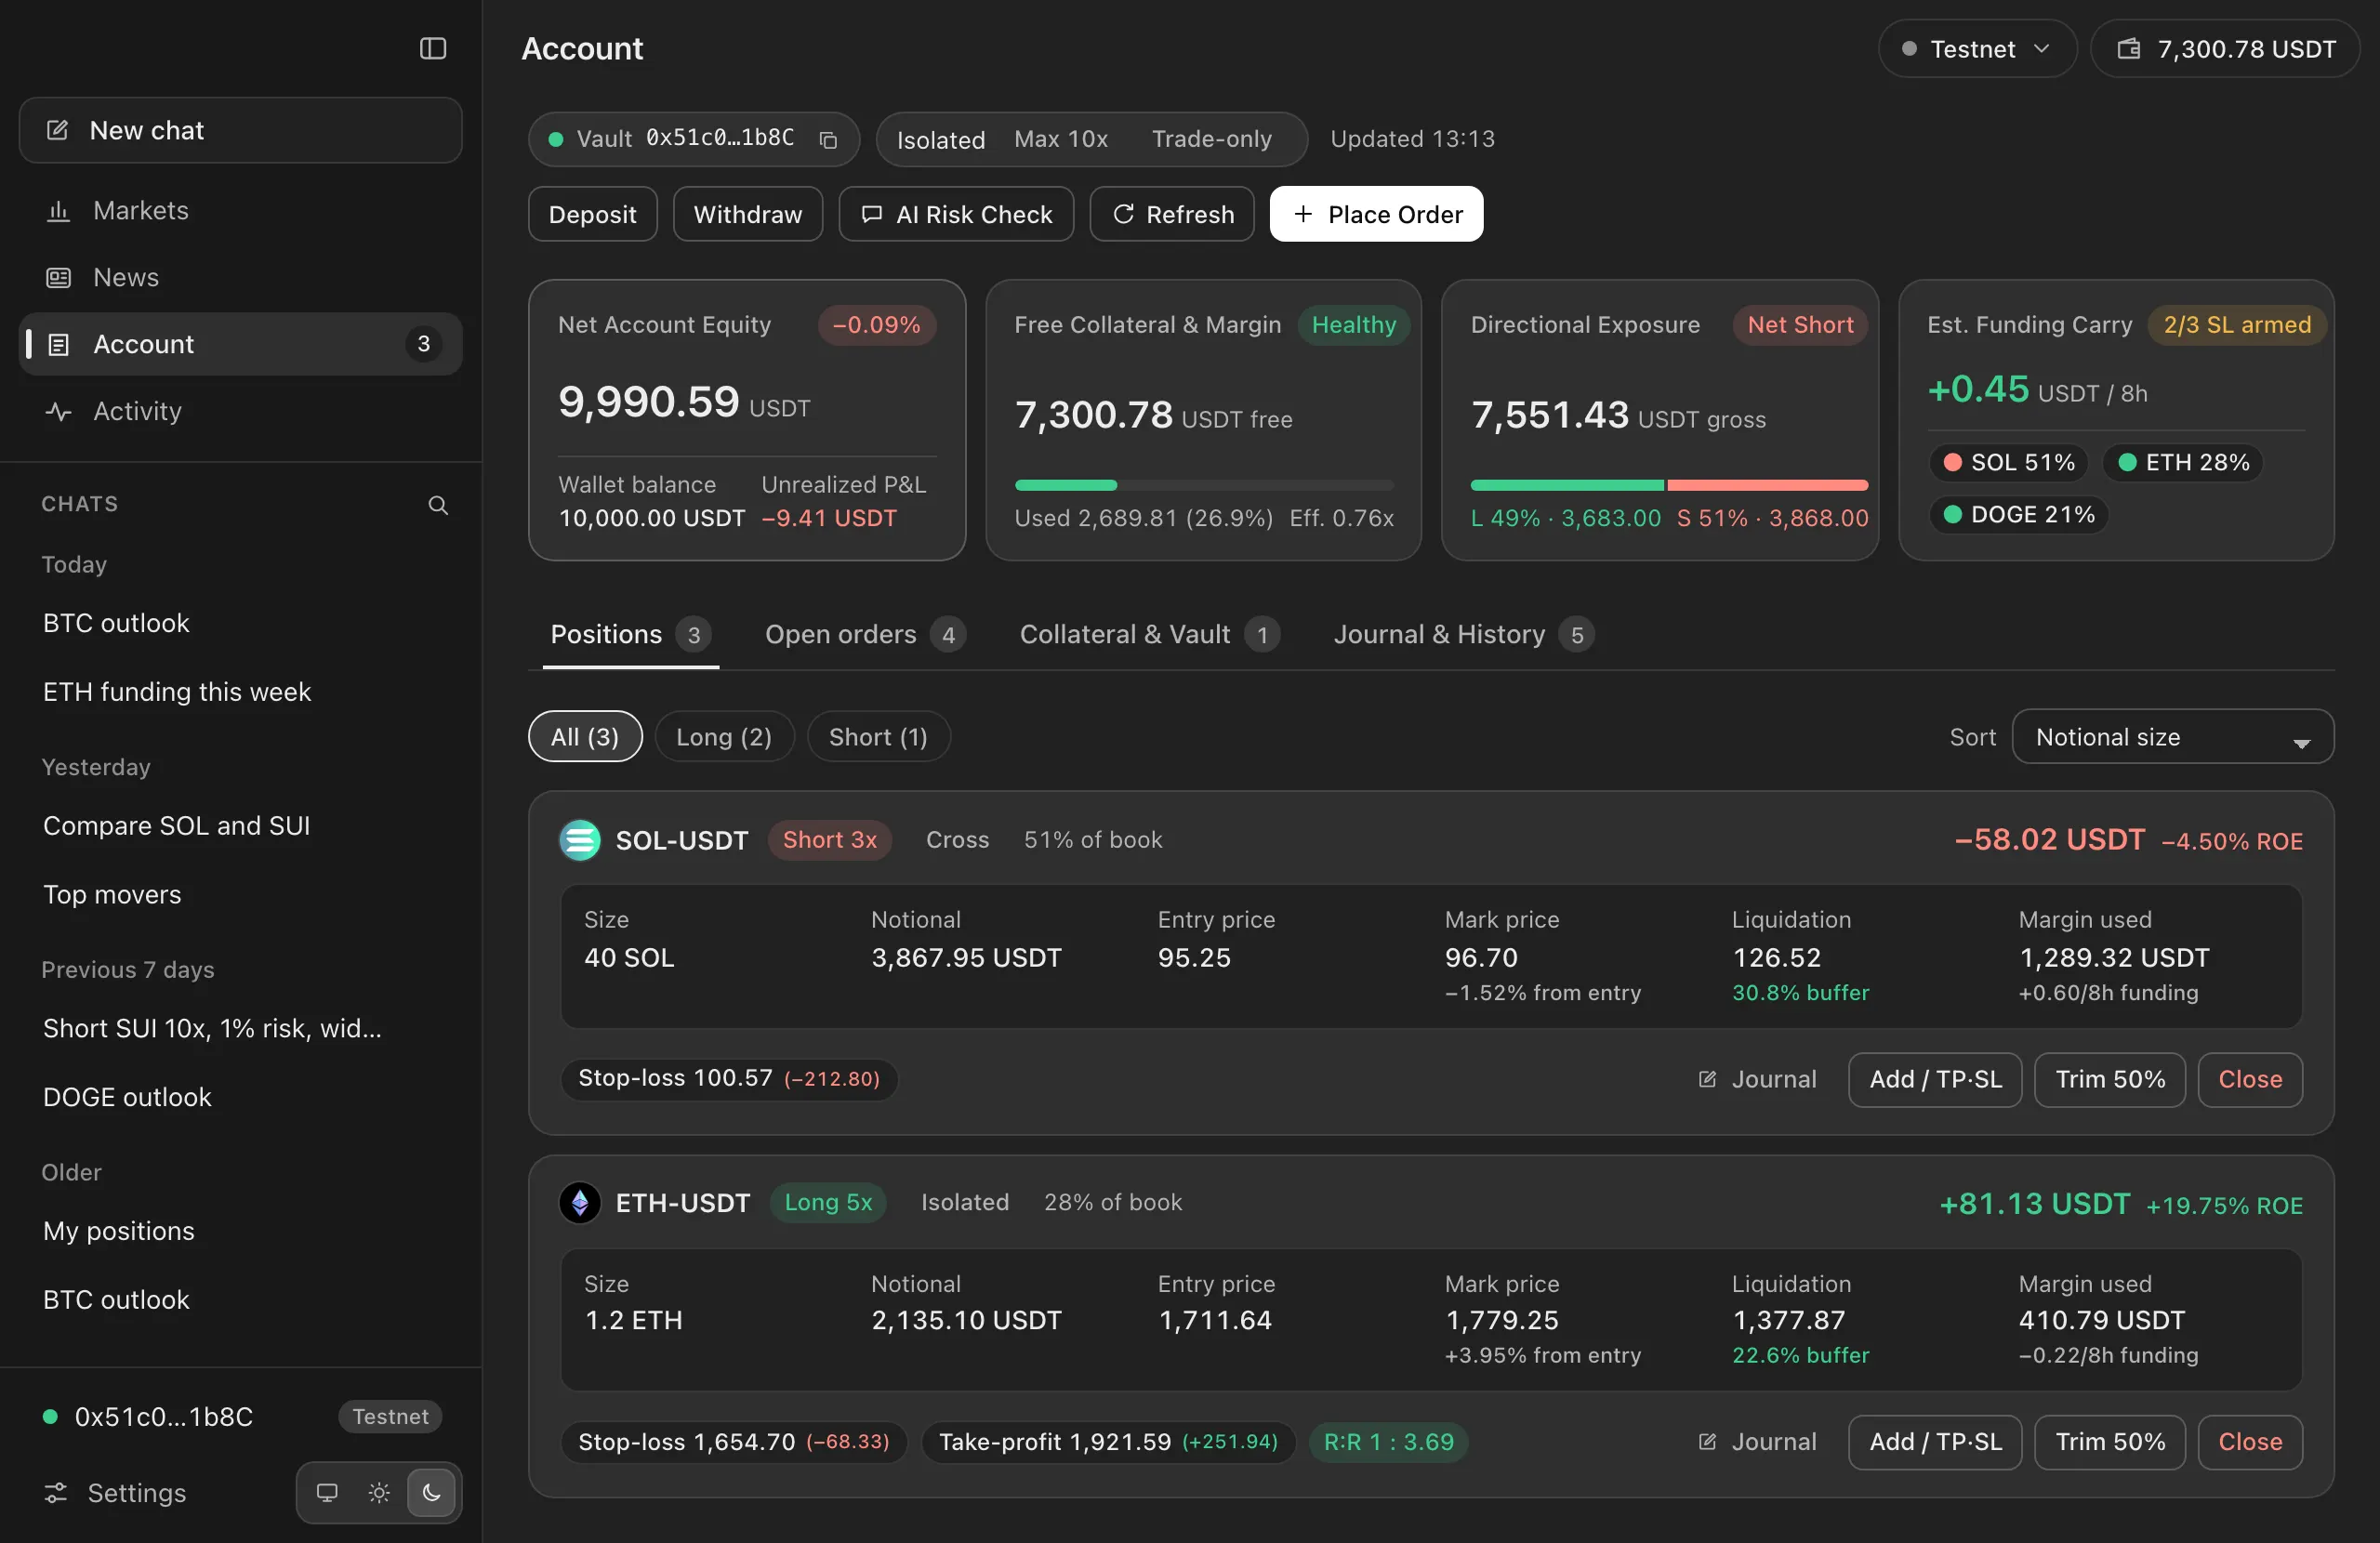 Account
Testnet
7,300.78 USDT
New chat
Markets
News
Account 3
Activity
CHATS
Today
BTC outlook
ETH funding this week
Yesterday
Compare SOL and SUI
Top movers
Previous 7 days
Short SUI 10x, 1% risk, wid...
DOGE outlook
Older
My positions
BTC outlook
0x51c0...1b8C Testnet
Settings
Vault 0x51c0…1b8C
Isolated Max 10x Trade-only
Updated 13:13
Deposit
Withdraw
AI Risk Check
Refresh
+ Place Order
Net Account Equity −0.09%
9,990.59 USDT
Wallet balance Unrealized P&L
10,000.00 USDT −9.41 USDT
Free Collateral & Margin Healthy
7,300.78 USDT free
Used 2,689.81 (26.9%) Eff. 0.76x
Directional Exposure Net Short
7,551.43 USDT gross
L 49% · 3,683.00 S 51% · 3,868.00
Est. Funding Carry 2/3 SL armed
+0.45 USDT / 8h
SOL 51% ETH 28%
DOGE 21%
Positions 3
Open orders 4
Collateral & Vault 1
Journal & History 5
All (3) Long (2) Short (1)
Sort Notional size
SOL-USDT Short 3x Cross 51% of book −58.02 USDT −4.50% ROE
Size Notional Entry price Mark price Liquidation Margin used
40 SOL 3,867.95 USDT 95.25 96.70 126.52 1,289.32 USDT
−1.52% from entry 30.8% buffer +0.60/8h funding
Stop-loss 100.57 (−212.80) Journal Add / TP·SL Trim 50% Close
ETH-USDT Long 5x Isolated 28% of book +81.13 USDT +19.75% ROE
Size Notional Entry price Mark price Liquidation Margin used
1.2 ETH 2,135.10 USDT 1,711.64 1,779.25 1,377.87 410.79 USDT
+3.95% from entry 22.6% buffer −0.22/8h funding
Stop-loss 1,654.70 (−68.33) Take-profit 1,921.59 (+251.94) R:R 1 : 3.69 Journal Add / TP·SL Trim 50% Close